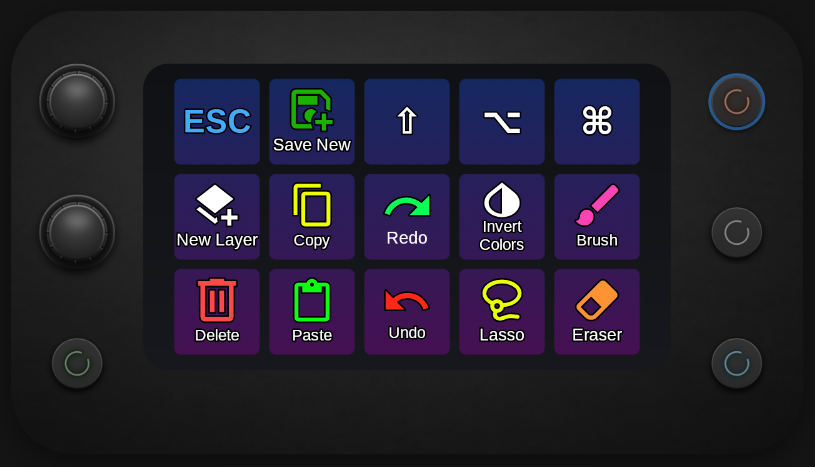 ESC
Save New
⇧
⌥
⌘
New Layer
Copy
Redo
Invert
Colors
Brush
Delete
Paste
Undo
Lasso
Eraser